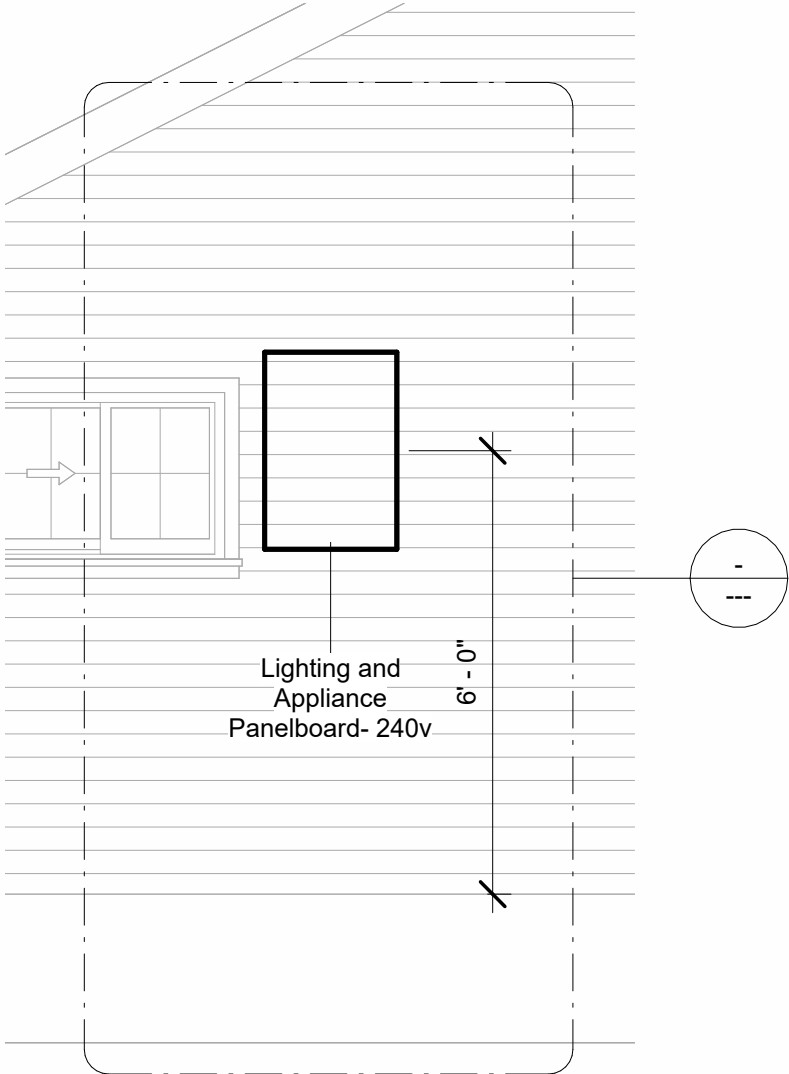 Lighting and
Appliance
Panelboard- 240v
6' - 0"
-
---